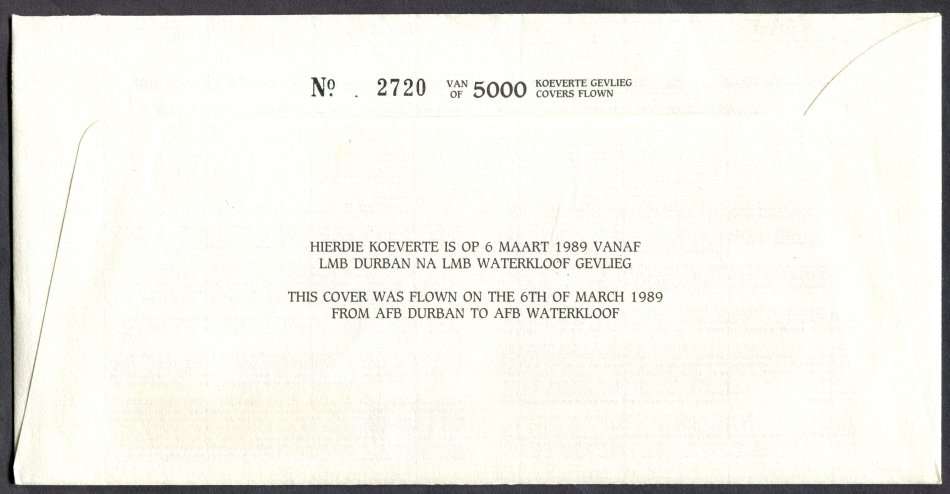 Nº. 2720 VAN OF 5000 KOEVERTE GEVLIEG COVERS FLOWN
HIERDIE KOEVERTE IS OP 6 MAART 1989 VANAF
LMB DURBAN NA LMB WATERKLOOF GEVLIEG
THIS COVER WAS FLOWN ON THE 6TH OF MARCH 1989
FROM AFB DURBAN TO AFB WATERKLOOF